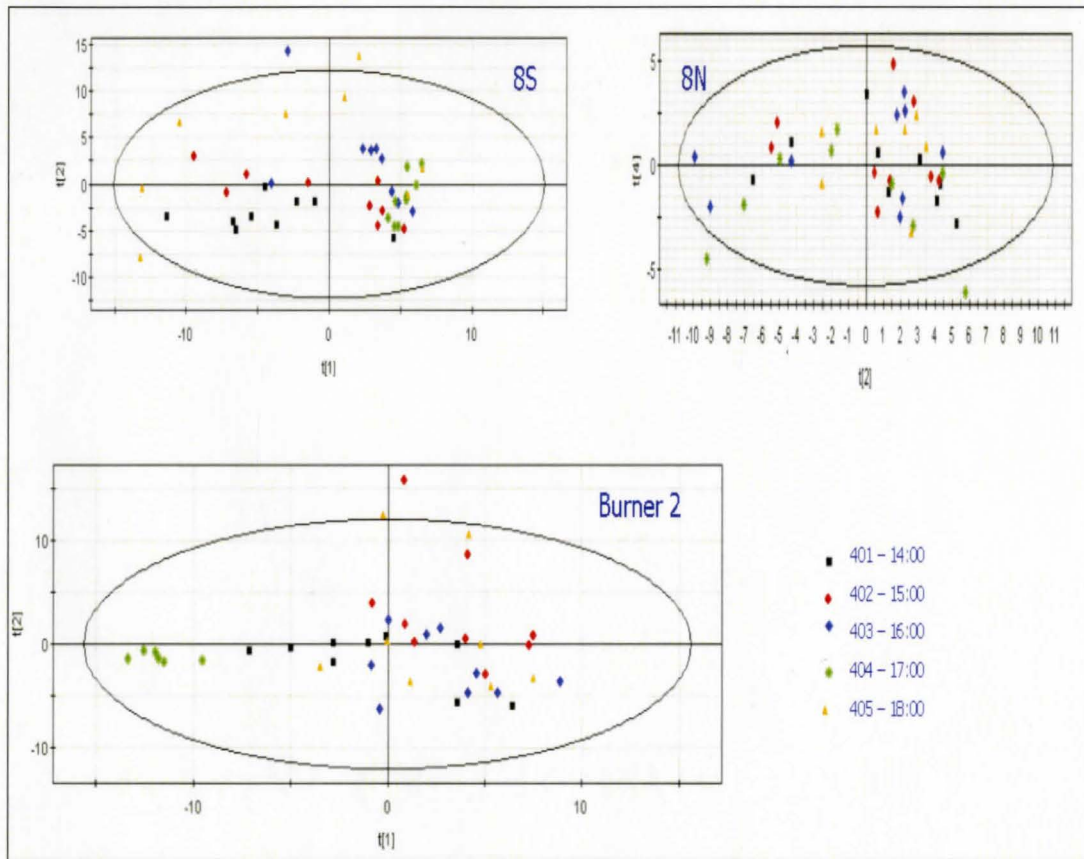 15
10
5
0
-5
-10
t[2]
8S
-10 0 10
t[1]
5
0
-5
t[4]
8N
-11 -10 -9 -8 -7 -6 -5 -4 -3 -2 -1 0 1 2 3 4 5 6 7 8 9 10 11
t[2]
10
0
-10
t[2]
Burner 2
-10 0 10
t[1]
401 – 14:00
402 – 15:00
403 – 16:00
404 – 17:00
405 – 18:00